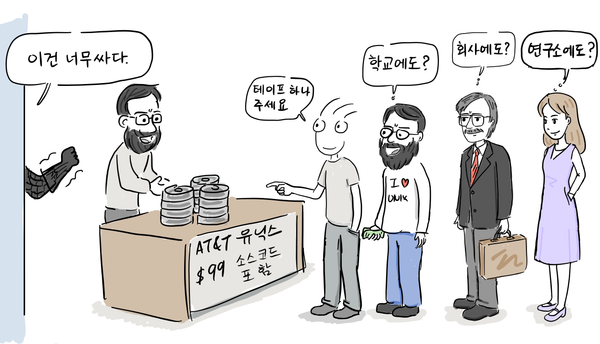 이건 너무싸다.
테이프 하나
주세요
학교에도?
회사에도?
연구소에도?
I ♥
UNIX
AT&T 유닉스
$99 소스코드
포함